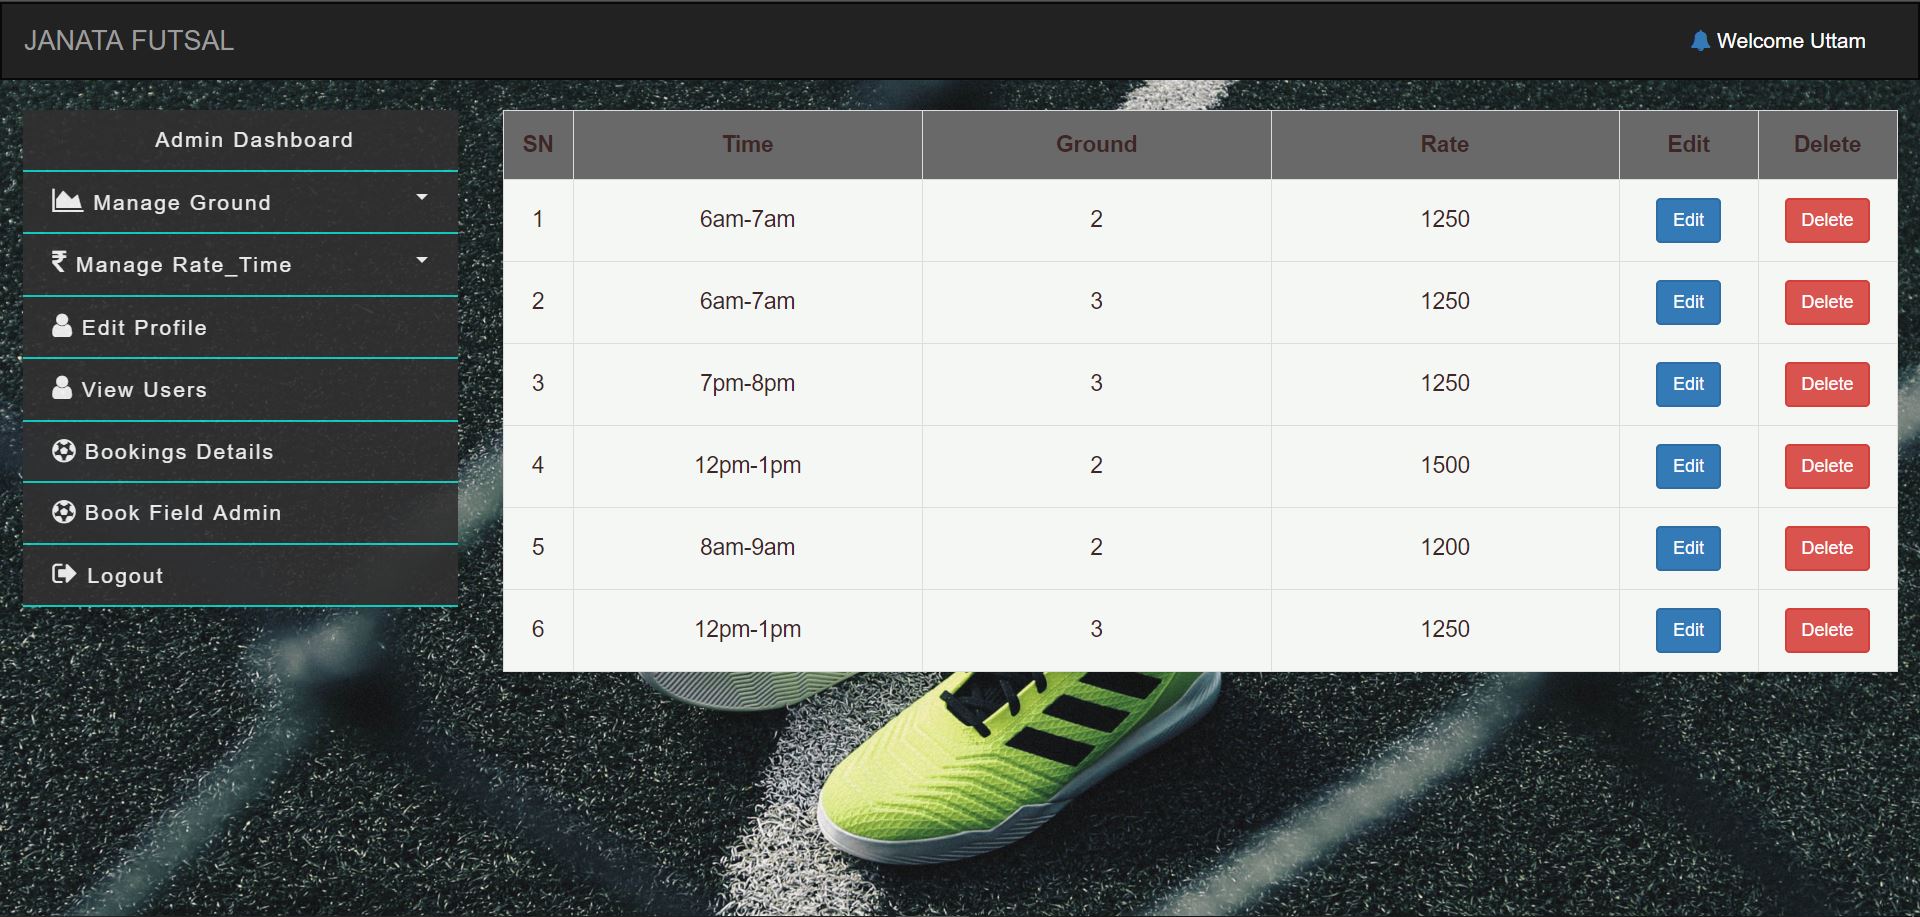 JANATA FUTSAL
Welcome Uttam
Admin Dashboard
Manage Ground
Manage Rate_Time
Edit Profile
View Users
Bookings Details
Book Field Admin
Logout
SN Time Ground Rate Edit Delete
1 6am-7am 2 1250 Edit Delete
2 6am-7am 3 1250 Edit Delete
3 7pm-8pm 3 1250 Edit Delete
4 12pm-1pm 2 1500 Edit Delete
5 8am-9am 2 1200 Edit Delete
6 12pm-1pm 3 1250 Edit Delete